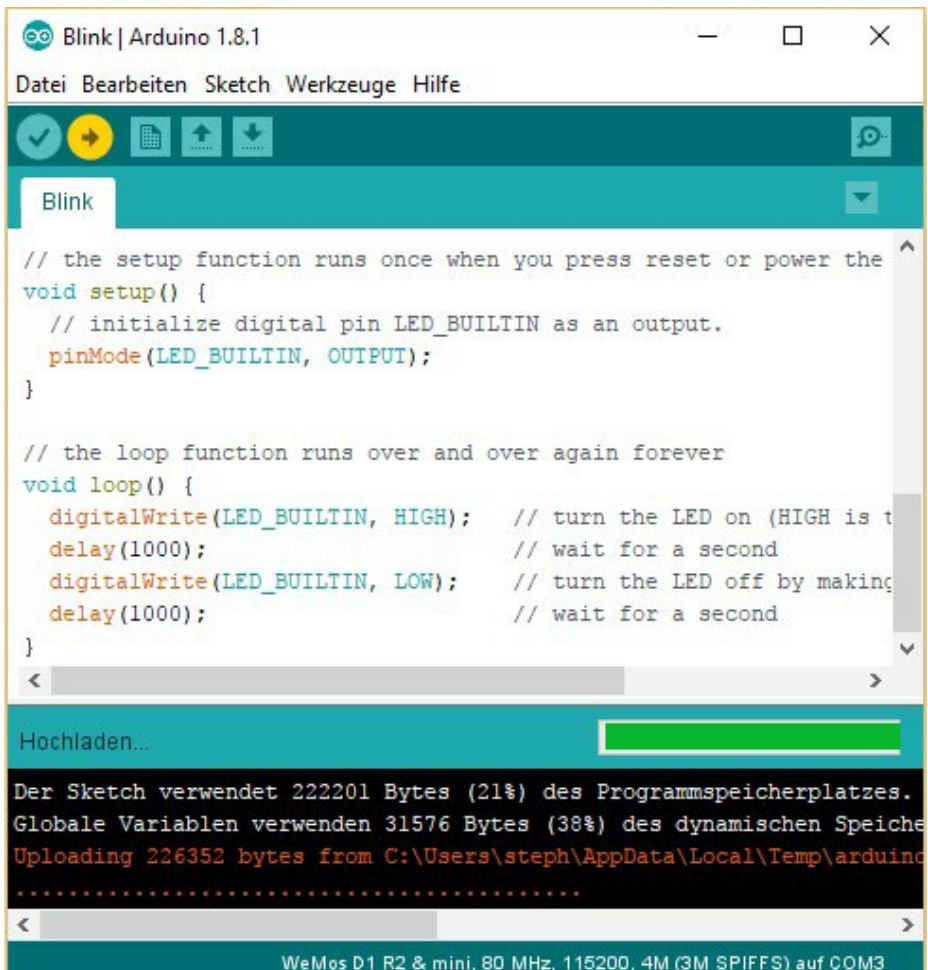 Blink | Arduino 1.8.1
Datei Bearbeiten Sketch Werkzeuge Hilfe
Blink
// the setup function runs once when you press reset or power the
void setup() {
  // initialize digital pin LED_BUILTIN as an output.
  pinMode(LED_BUILTIN, OUTPUT);
}
// the loop function runs over and over again forever
void loop() {
  digitalWrite(LED_BUILTIN, HIGH);   // turn the LED on (HIGH is t
  delay(1000);                       // wait for a second
  digitalWrite(LED_BUILTIN, LOW);    // turn the LED off by making
  delay(1000);                       // wait for a second
}
Hochladen...
Der Sketch verwendet 222201 Bytes (21%) des Programmspeicherplatzes.
Globale Variablen verwenden 31576 Bytes (38%) des dynamischen Speiche
Uploading 226352 bytes from C:\Users\steph\AppData\Local\Temp\arduino
............................................
WeMos D1 R2 & mini, 80 MHz, 115200, 4M (3M SPIFFS) auf COM3